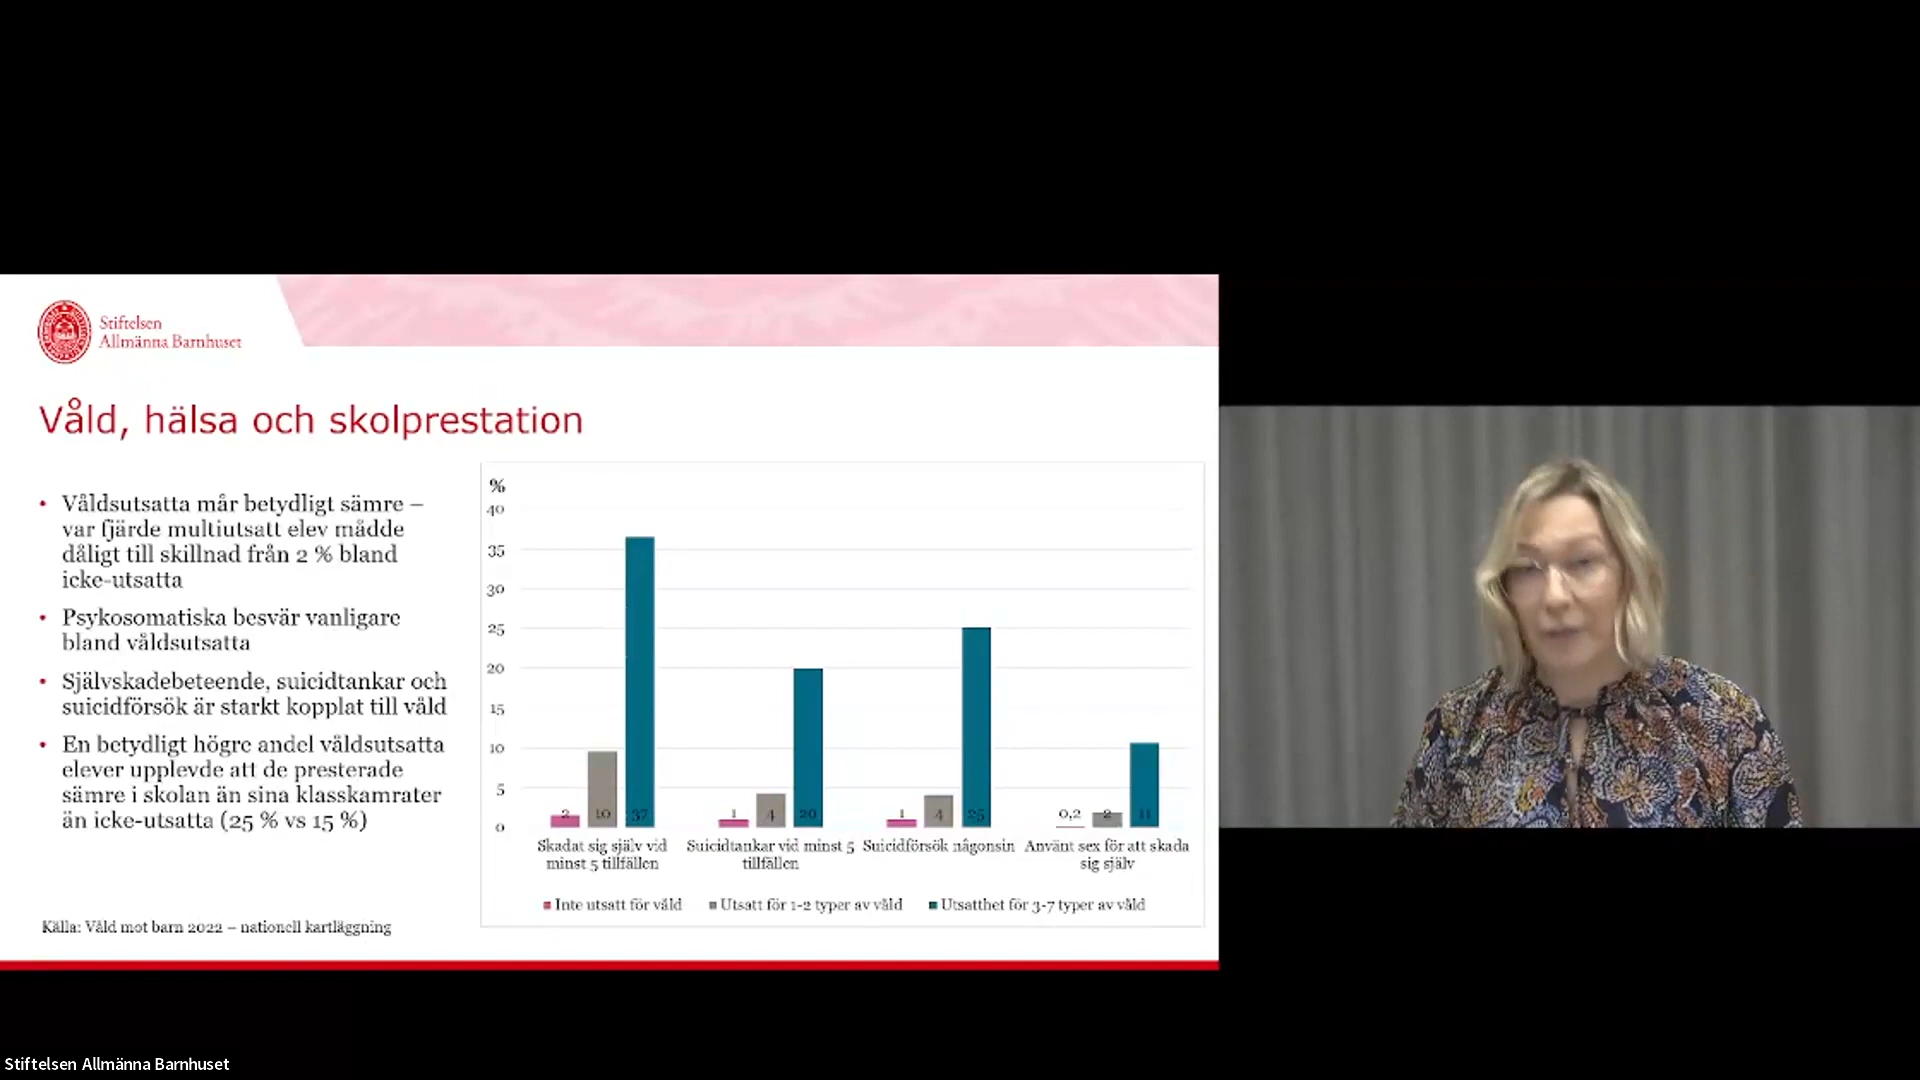 Stiftelsen
Allmänna Barnhuset
Våld, hälsa och skolprestation
• Våldsutsatta mår betydligt sämre –
var fjärde multiutsatt elev mådde
dåligt till skillnad från 2 % bland
icke-utsatta
• Psykosomatiska besvär vanligare
bland våldsutsatta
• Självskadebeteende, suicidtankar och
suicidförsök är starkt kopplat till våld
• En betydligt högre andel våldsutsatta
elever upplevde att de presterade
sämre i skolan än sina klasskamrater
än icke-utsatta (25 % vs 15 %)
Källa: Våld mot barn 2022 – nationell kartläggning
%
40
35
30
25
20
15
10
5
0
2 10 37 1 4 20 1 4 25 0,2 2 11
Skadat sig själv vid minst 5 tillfällen
Suicidtankar vid minst 5 tillfällen
Suicidförsök någonsin
Använt sex för att skada sig själv
Inte utsatt för våld Utsatt för 1-2 typer av våld Utsatthet för 3-7 typer av våld
Stiftelsen Allmänna Barnhuset